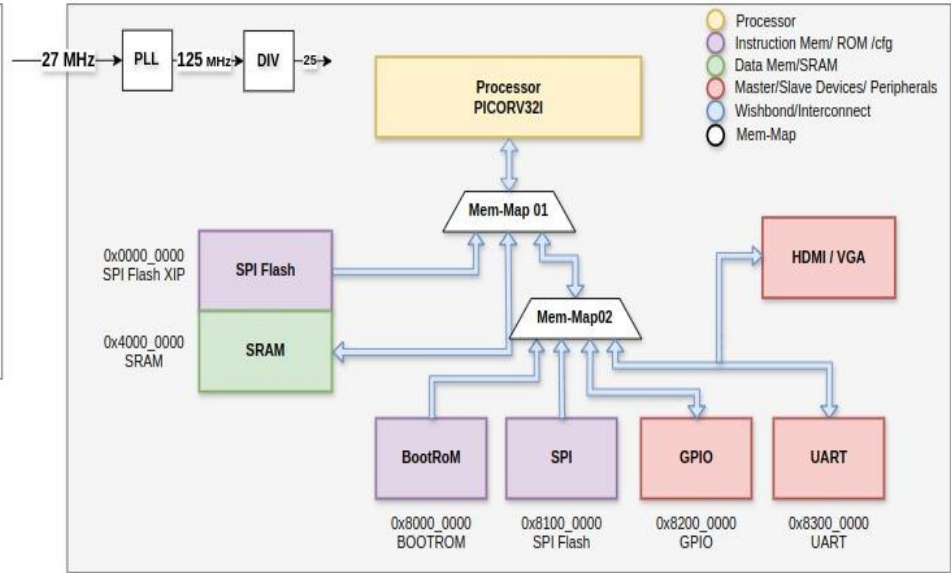 27 MHz
PLL
125 MHz
DIV
25
Processor
Instruction Mem/ ROM /cfg
Data Mem/SRAM
Master/Slave Devices/ Peripherals
Wishbond/Interconnect
Mem-Map
Processor
PICORV32I
Mem-Map 01
0x0000_0000
SPI Flash XIP
SPI Flash
HDMI / VGA
Mem-Map02
0x4000_0000
SRAM
SRAM
BootRoM
SPI
GPIO
UART
0x8000_0000
BOOTROM
0x8100_0000
SPI Flash
0x8200_0000
GPIO
0x8300_0000
UART